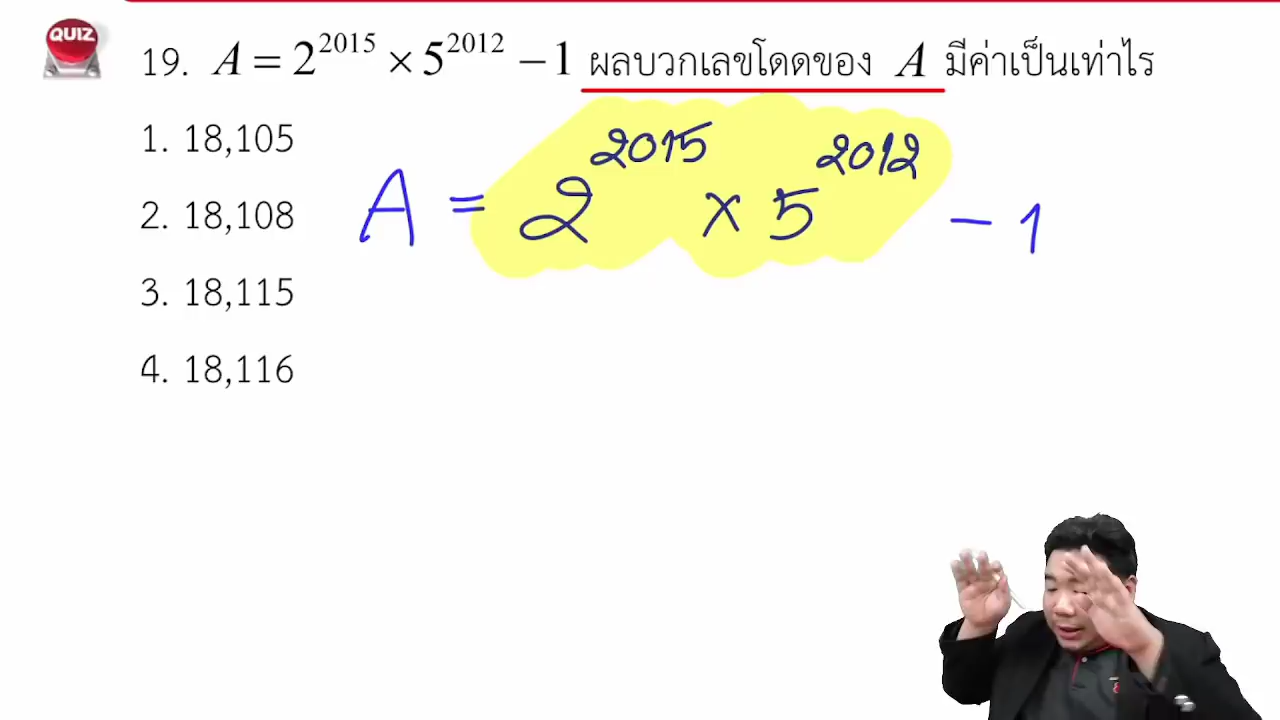 QUIZ
19. A = 2^2015 × 5^2012 − 1 ผลบวกเลขโดดของ A มีค่าเป็นเท่าไร
1. 18,105
2. 18,108
3. 18,115
4. 18,116
A = 2^2015 × 5^2012 − 1